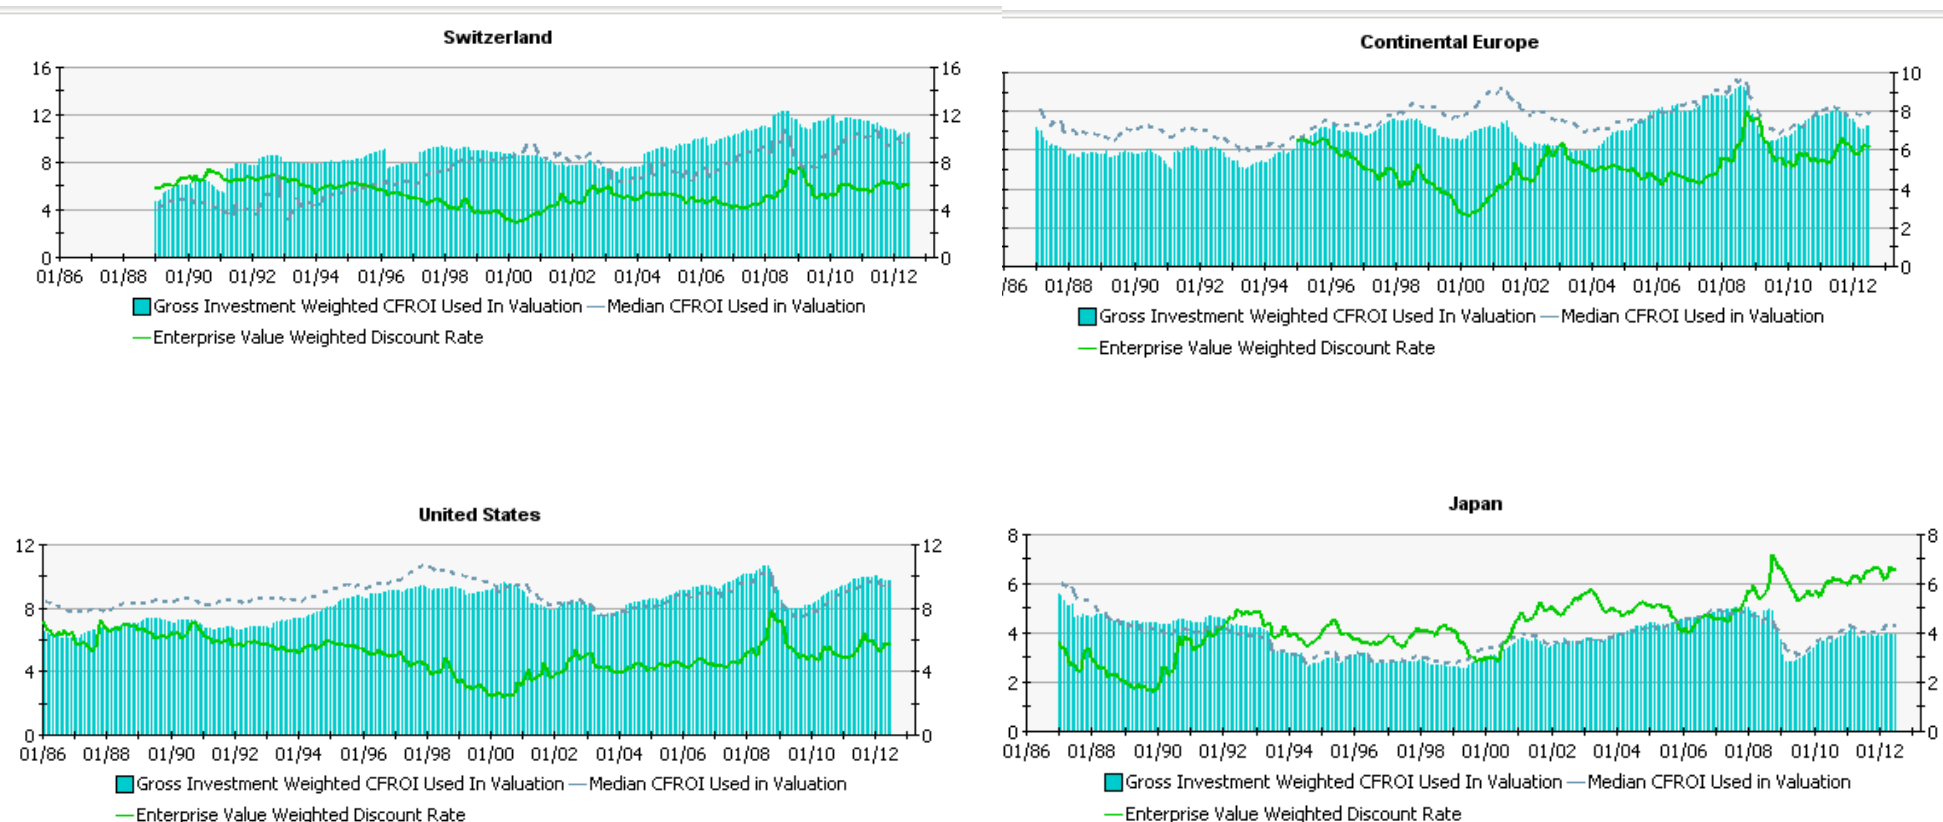 Switzerland
16
12
8
4
0
16
12
8
4
0
01/86 01/88 01/90 01/92 01/94 01/96 01/98 01/00 01/02 01/04 01/06 01/08 01/10 01/12
Gross Investment Weighted CFROI Used In Valuation — Median CFROI Used in Valuation
— Enterprise Value Weighted Discount Rate
Continental Europe
10
8
6
4
2
0
/86 01/88 01/90 01/92 01/94 01/96 01/98 01/00 01/02 01/04 01/06 01/08 01/10 01/12
Gross Investment Weighted CFROI Used In Valuation — Median CFROI Used in Valuation
— Enterprise Value Weighted Discount Rate
United States
12
8
4
0
12
8
4
0
01/86 01/88 01/90 01/92 01/94 01/96 01/98 01/00 01/02 01/04 01/06 01/08 01/10 01/12
Gross Investment Weighted CFROI Used In Valuation — Median CFROI Used in Valuation
— Enterprise Value Weighted Discount Rate
Japan
8
6
4
2
0
8
6
4
2
0
01/86 01/88 01/90 01/92 01/94 01/96 01/98 01/00 01/02 01/04 01/06 01/08 01/10 01/12
Gross Investment Weighted CFROI Used In Valuation — Median CFROI Used in Valuation
— Enterprise Value Weighted Discount Rate